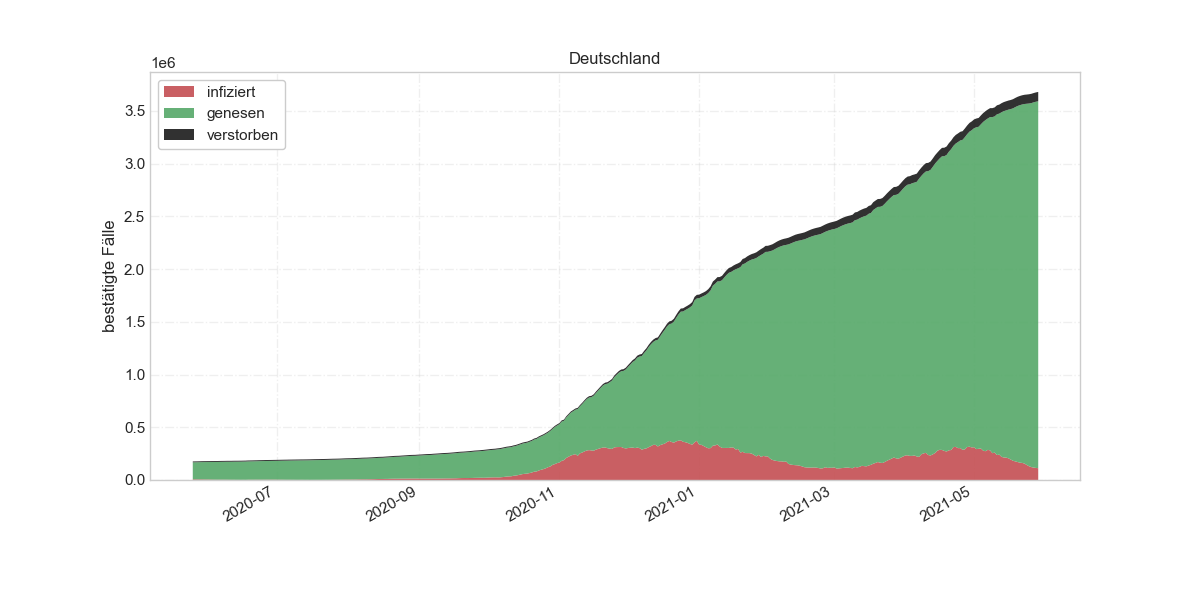 Deutschland
1e6
infiziert
genesen
verstorben
bestätigte Fälle
3.5
3.0
2.5
2.0
1.5
1.0
0.5
0.0
2020-07
2020-09
2020-11
2021-01
2021-03
2021-05